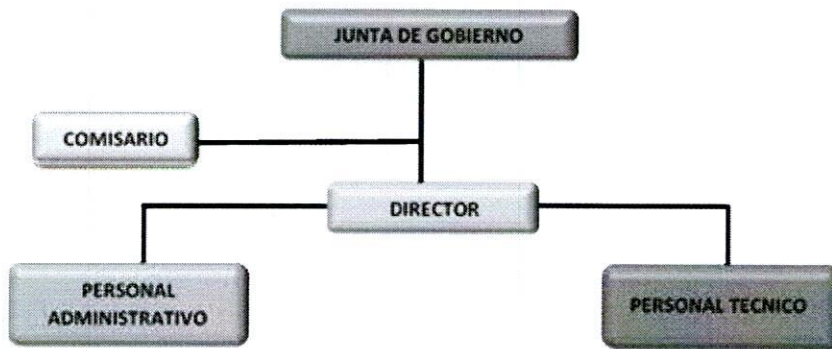 JUNTA DE GOBIERNO
COMISARIO
DIRECTOR
PERSONAL
ADMINISTRATIVO
PERSONAL TECNICO